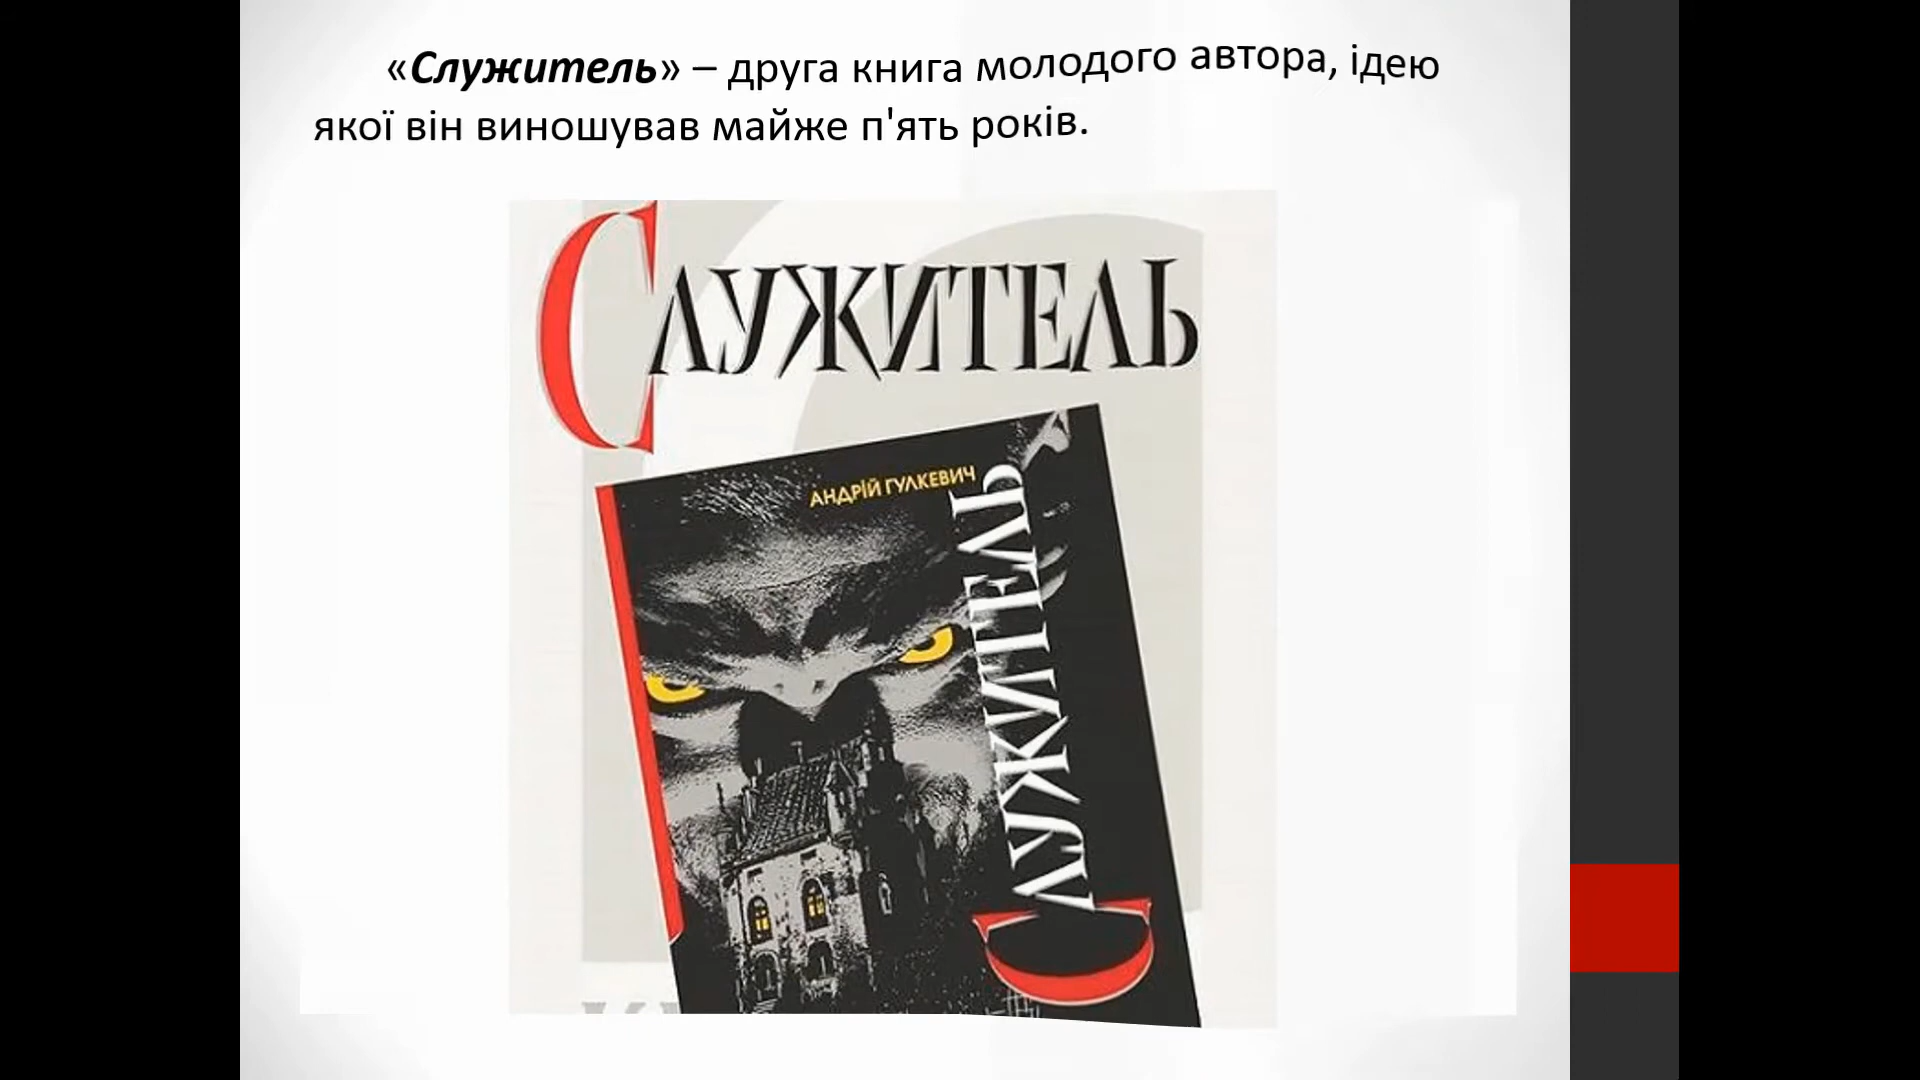 «Служитель» – друга книга молодого автора, ідею
якої він виношував майже п'ять років.
СЛУЖИТЕЛЬ
АНДРІЙ ГУЛКЕВИЧ
СЛУЖИТЕЛЬ